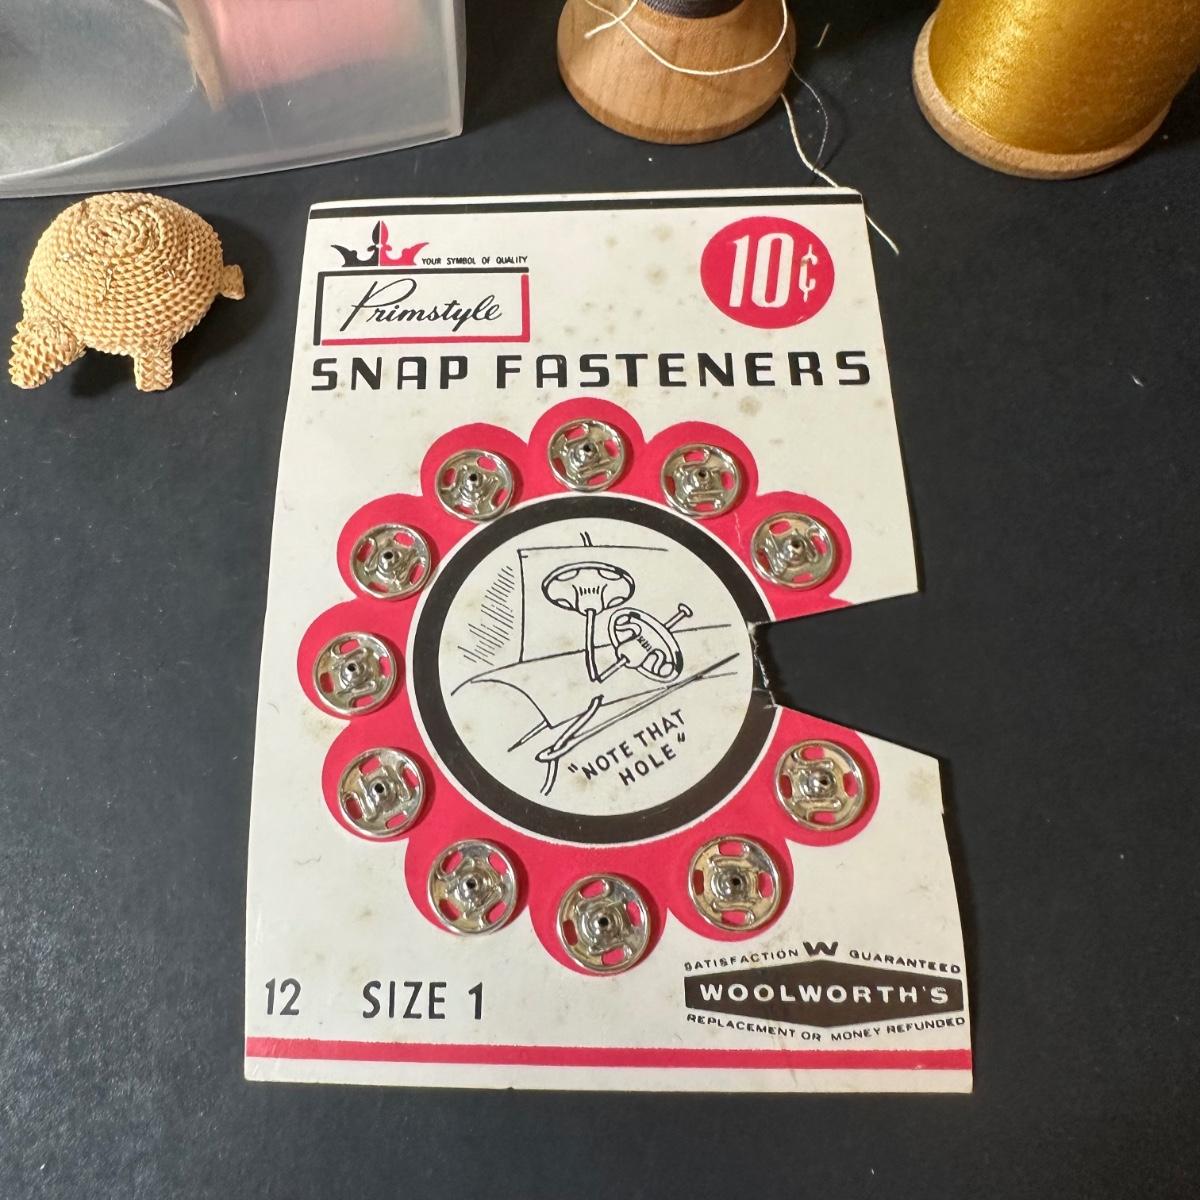 YOUR SYMBOL OF QUALITY
Primstyle
10¢
SNAP FASTENERS
"NOTE THAT
HOLE"
12 SIZE 1
SATISFACTION W GUARANTEED
WOOLWORTH'S
REPLACEMENT OR MONEY REFUNDED